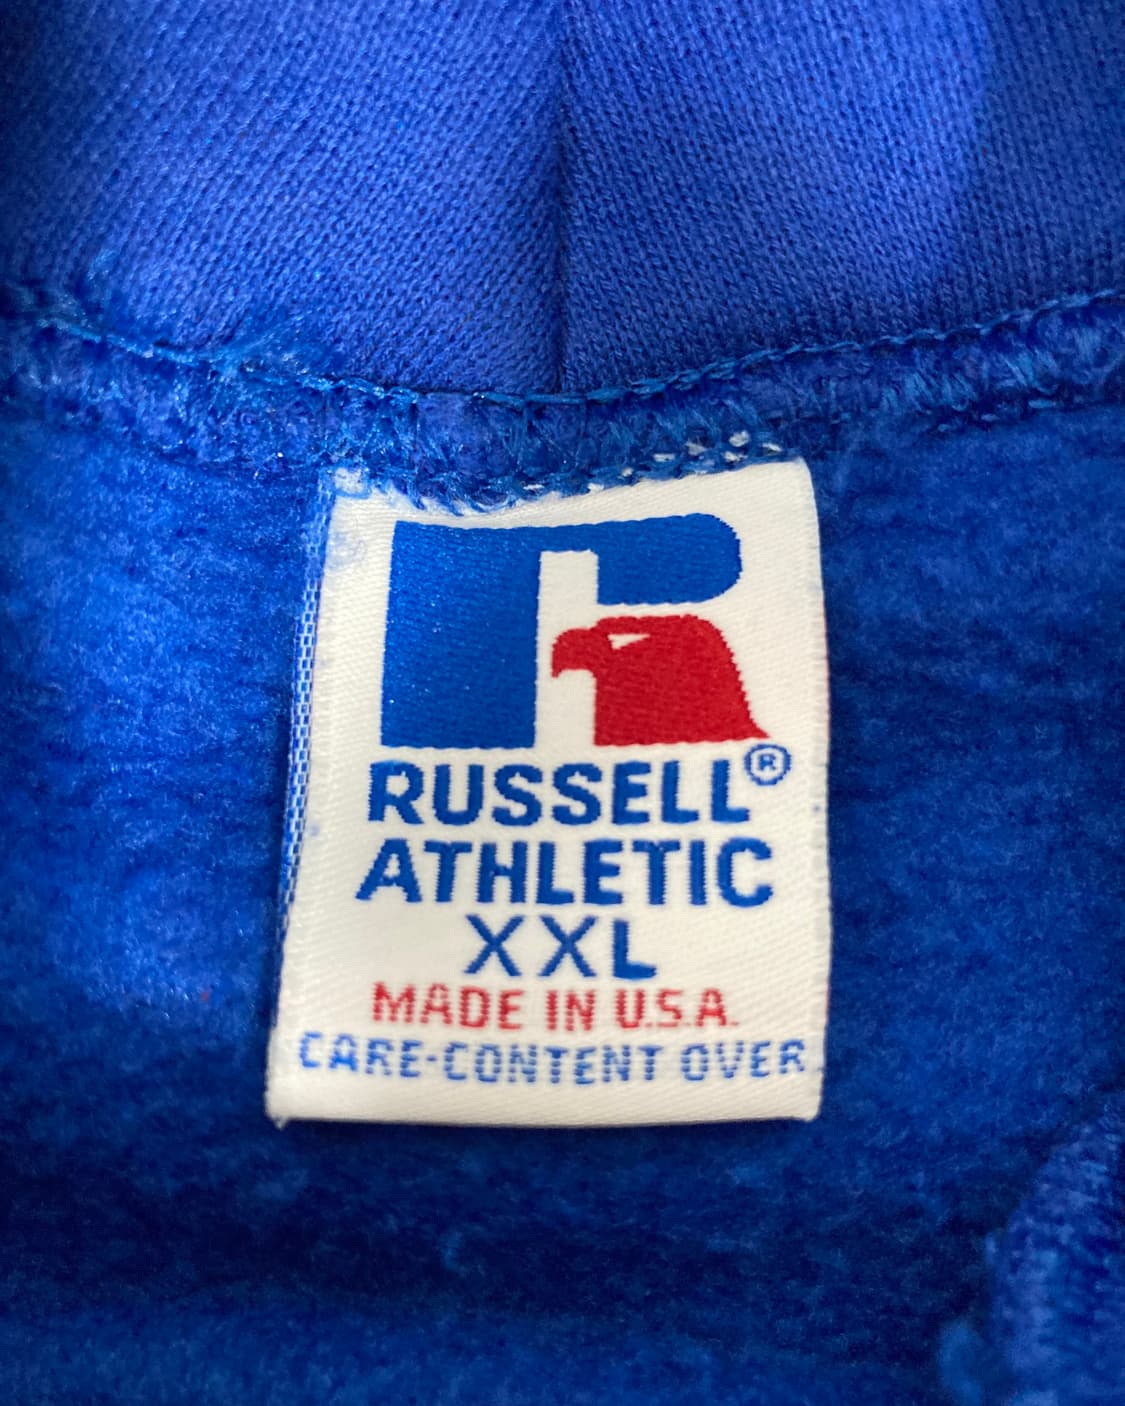 RUSSELL®
ATHLETIC
XXL
MADE IN U.S.A.
CARE-CONTENT OVER